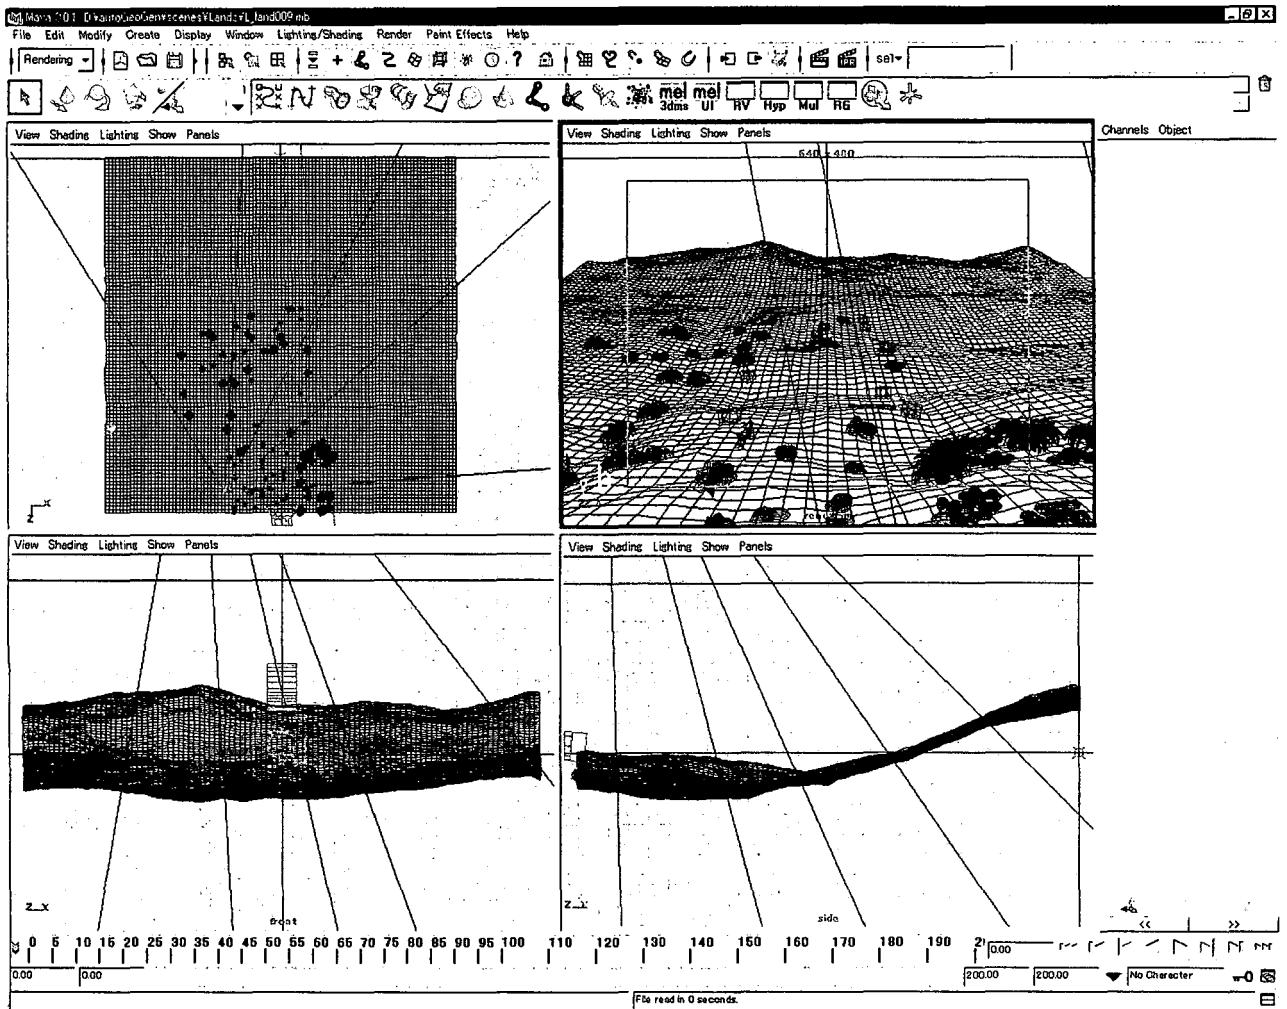 File Edit Modify Create Display Window Lighting/Shading Render Paint Effects Help
Rendering ? sel
mel mel
3dms UI RV Hyp Mul RG
View Shading Lighting Show Panels
View Shading Lighting Show Panels
Channels Object
z x
View Shading Lighting Show Panels
View Shading Lighting Show Panels
z x
front
side
<< >>
0 5 10 15 20 25 30 35 40 45 50 55 60 65 70 75 80 85 90 95 100 110 120 130 140 150 160 170 180 190 0.00
0.00 0.00 200.00 200.00 No Character
File read in 0 seconds.